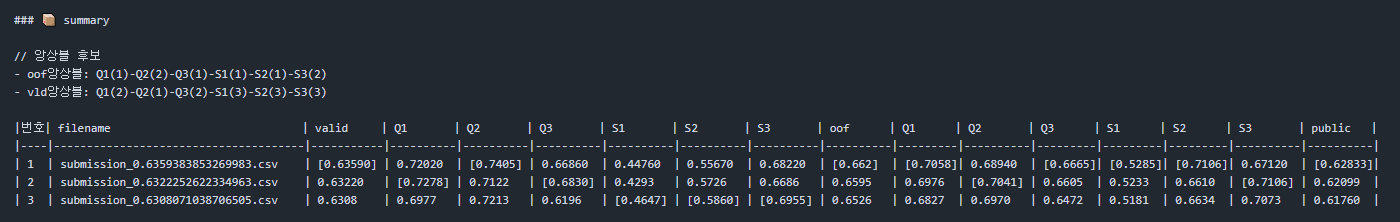 ### 📦 summary
// 앙상블 후보
- oof앙상블: Q1(1)-Q2(2)-Q3(1)-S1(1)-S2(1)-S3(2)
- vld앙상블: Q1(2)-Q2(1)-Q3(2)-S1(3)-S2(3)-S3(3)
|번호| filename | valid | Q1 | Q2 | Q3 | S1 | S2 | S3 | oof | Q1 | Q2 | Q3 | S1 | S2 | S3 | public |
|----|--------------------------------------|----------|----------|---------|----------|----------|----------|---------|---------|---------|---------|---------|---------|---------|---------|---------|
| 1 | submission_0.6359383853269983.csv | [0.63590] | 0.72020 | [0.7405] | 0.66860 | 0.44760 | 0.55670 | 0.68220 | [0.662] | [0.7058]| 0.68940 | [0.6665]| [0.5285]| [0.7106]| 0.67120 | [0.62833]|
| 2 | submission_0.6322252622334963.csv | 0.63220 | [0.7278] | 0.7122 | [0.6830] | 0.4293 | 0.5726 | 0.6686 | 0.6595 | 0.6976 | [0.7041]| 0.6605 | 0.5233 | 0.6610 | [0.7106]| 0.62099 |
| 3 | submission_0.6308071038706505.csv | 0.6308 | 0.6977 | 0.7213 | 0.6196 | [0.4647] | [0.5860] | [0.6955] | 0.6526 | 0.6827 | 0.6970 | 0.6472 | 0.5181 | 0.6634 | 0.7073 | 0.61760 |